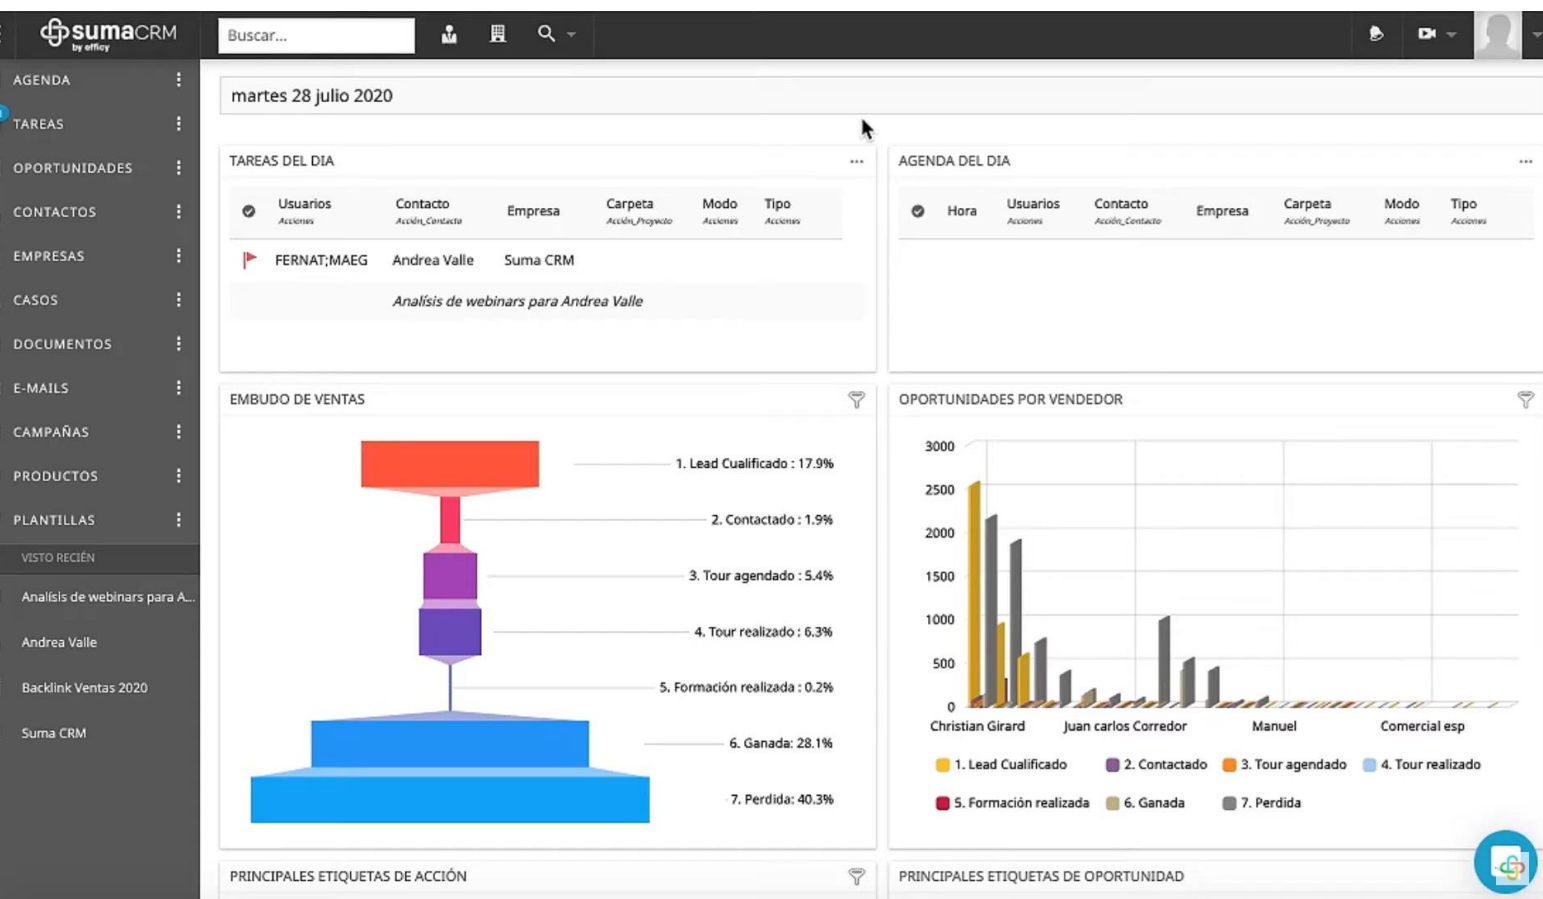 sumaCRM
by efficy
Buscar...
AGENDA
TAREAS
OPORTUNIDADES
CONTACTOS
EMPRESAS
CASOS
DOCUMENTOS
E-MAILS
CAMPAÑAS
PRODUCTOS
PLANTILLAS
VISTO RECIÉN
Analísis de webinars para A...
Andrea Valle
Backlink Ventas 2020
Suma CRM
martes 28 julio 2020
TAREAS DEL DIA
Usuarios Contacto Empresa Carpeta Modo Tipo
Acciones Acción_Contacto Acción_Proyecto Acciones Acciones
FERNAT;MAEG Andrea Valle Suma CRM
Analísis de webinars para Andrea Valle
AGENDA DEL DIA
Hora Usuarios Contacto Empresa Carpeta Modo Tipo
Acciones Acción_Contacto Acción_Proyecto Acciones Acciones
EMBUDO DE VENTAS
1. Lead Cualificado : 17.9%
2. Contactado : 1.9%
3. Tour agendado : 5.4%
4. Tour realizado : 6.3%
5. Formación realizada : 0.2%
6. Ganada: 28.1%
7. Perdida: 40.3%
OPORTUNIDADES POR VENDEDOR
3000
2500
2000
1500
1000
500
0
Christian Girard Juan carlos Corredor Manuel Comercial esp
1. Lead Cualificado 2. Contactado 3. Tour agendado 4. Tour realizado
5. Formación realizada 6. Ganada 7. Perdida
PRINCIPALES ETIQUETAS DE ACCIÓN
PRINCIPALES ETIQUETAS DE OPORTUNIDAD